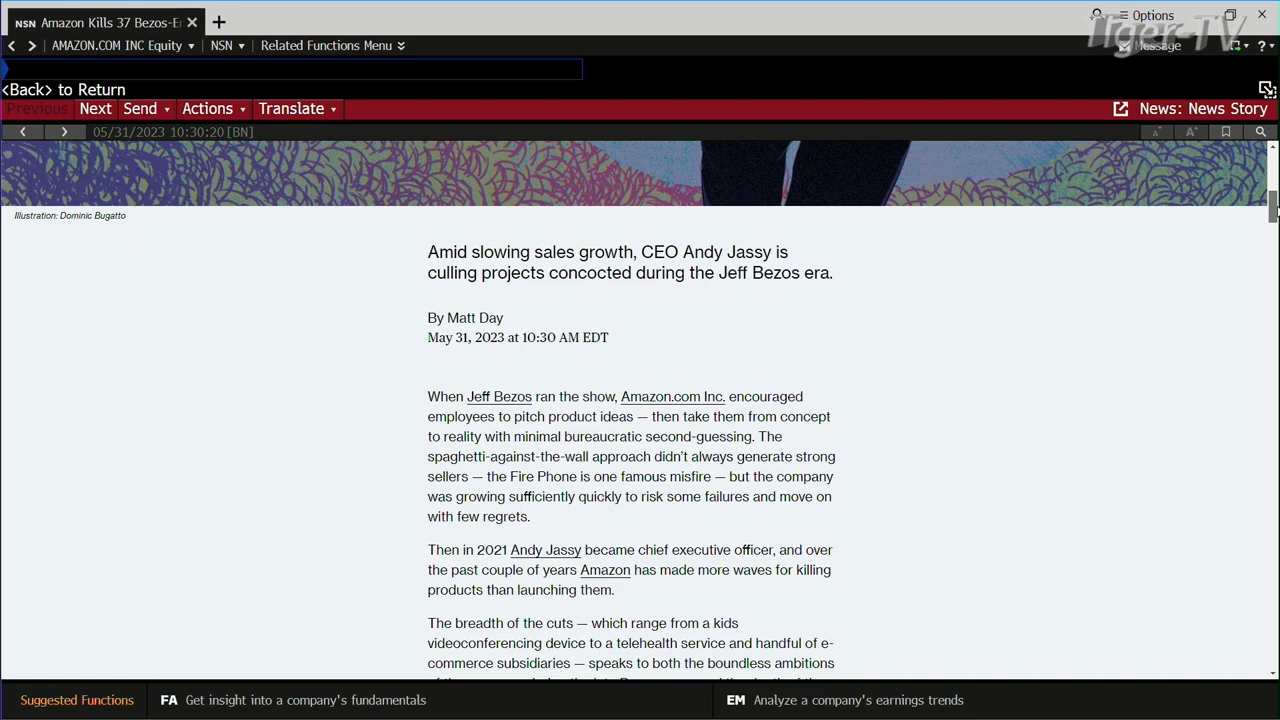 NSN Amazon Kills 37 Bezos-E
Options
Tiger-TV
AMAZON.COM INC Equity
NSN
Related Functions Menu
Message
?
<Back> to Return
Previous
Next
Send
Actions
Translate
News: News Story
05/31/2023 10:30:20 [BN]
Illustration: Dominic Bugatto
Amid slowing sales growth, CEO Andy Jassy is
culling projects concocted during the Jeff Bezos era.
By Matt Day
May 31, 2023 at 10:30 AM EDT
When Jeff Bezos ran the show, Amazon.com Inc. encouraged
employees to pitch product ideas — then take them from concept
to reality with minimal bureaucratic second-guessing. The
spaghetti-against-the-wall approach didn't always generate strong
sellers — the Fire Phone is one famous misfire — but the company
was growing sufficiently quickly to risk some failures and move on
with few regrets.
Then in 2021 Andy Jassy became chief executive officer, and over
the past couple of years Amazon has made more waves for killing
products than launching them.
The breadth of the cuts — which range from a kids
videoconferencing device to a telehealth service and handful of e-
commerce subsidiaries — speaks to both the boundless ambitions
Suggested Functions
FA Get insight into a company's fundamentals
EM Analyze a company's earnings trends